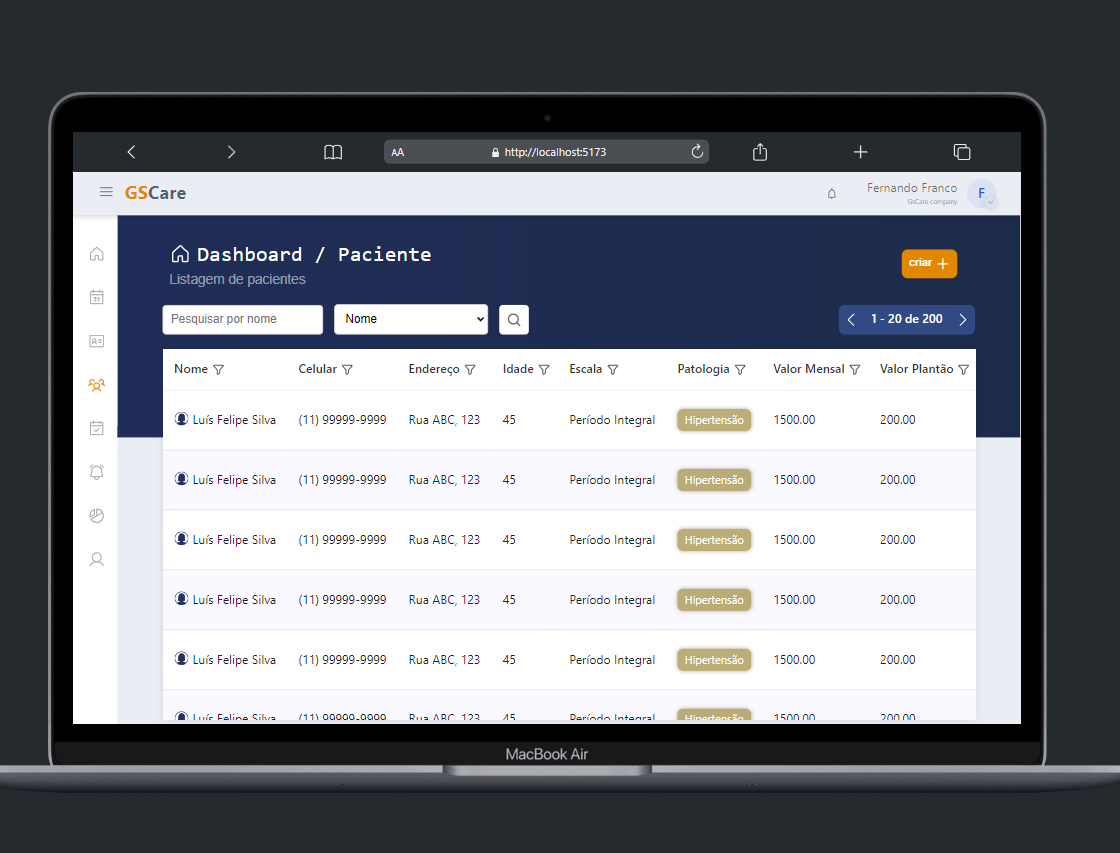 AA http://localhost:5173
GSCare
Fernando Franco
GsCare company
F
Dashboard / Paciente
Listagem de pacientes
criar +
Pesquisar por nome Nome 1 - 20 de 200
Nome Celular Endereço Idade Escala Patologia Valor Mensal Valor Plantão
Luís Felipe Silva (11) 99999-9999 Rua ABC, 123 45 Período Integral Hipertensão 1500.00 200.00
Luís Felipe Silva (11) 99999-9999 Rua ABC, 123 45 Período Integral Hipertensão 1500.00 200.00
Luís Felipe Silva (11) 99999-9999 Rua ABC, 123 45 Período Integral Hipertensão 1500.00 200.00
Luís Felipe Silva (11) 99999-9999 Rua ABC, 123 45 Período Integral Hipertensão 1500.00 200.00
Luís Felipe Silva (11) 99999-9999 Rua ABC, 123 45 Período Integral Hipertensão 1500.00 200.00
Luís Felipe Silva (11) 99999-9999 Rua ABC, 123 45 Período Integral Hipertensão 1500.00 200.00
MacBook Air